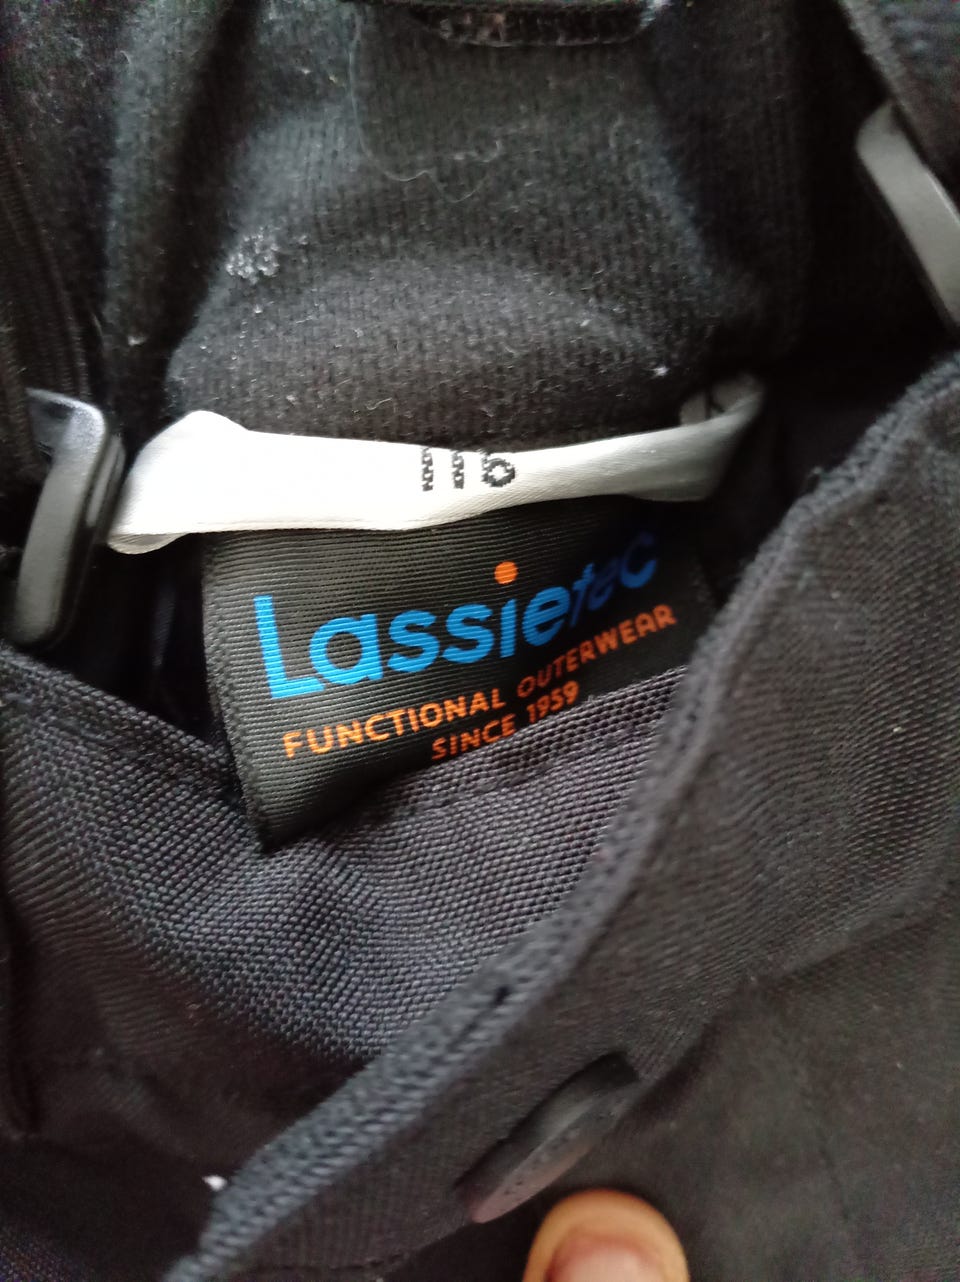 116
Lassietec
FUNCTIONAL OUTERWEAR
SINCE 1959